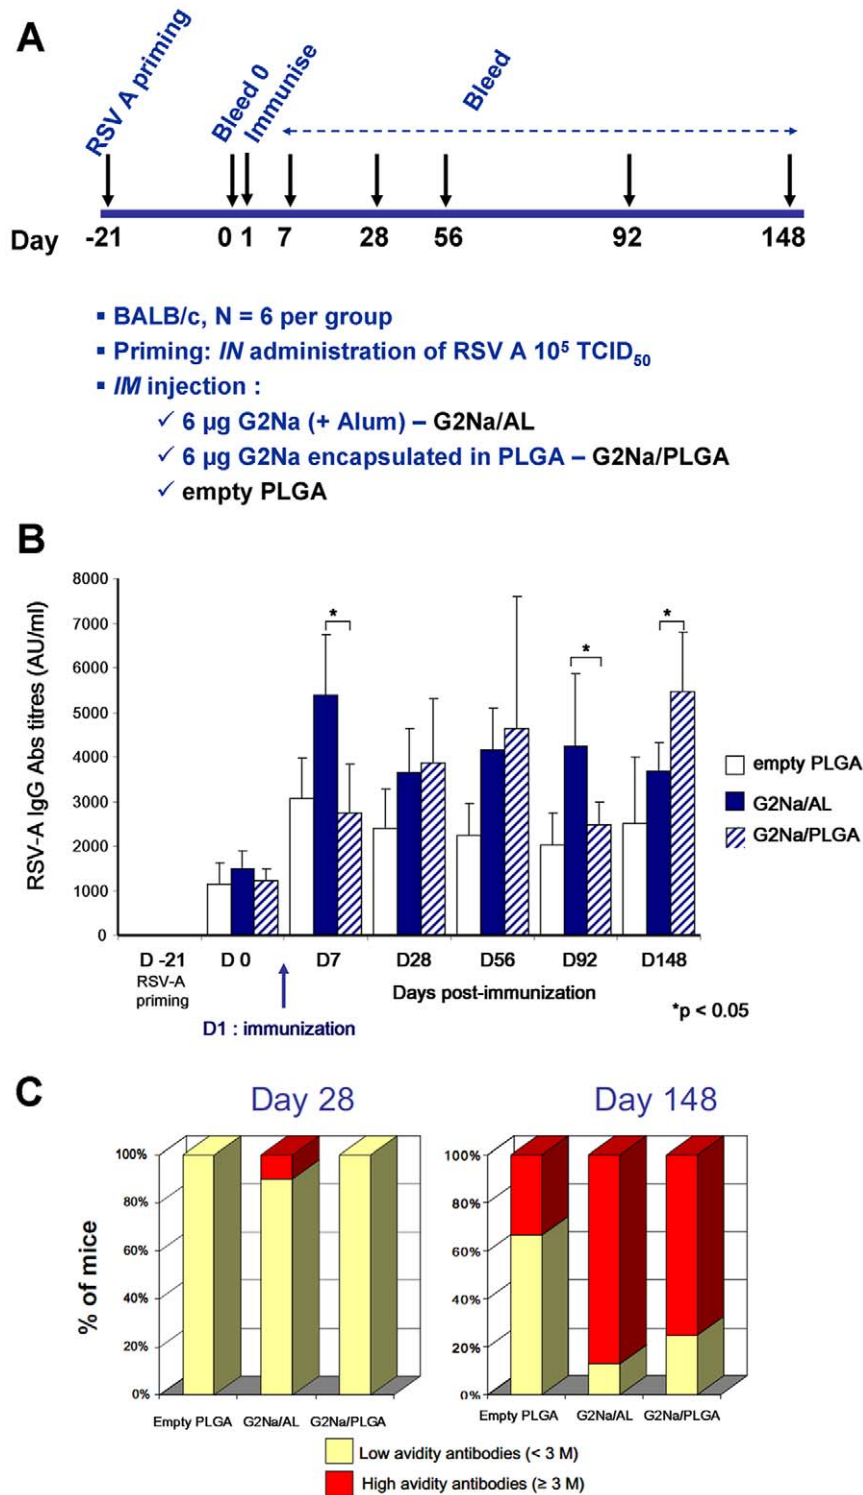 A
RSV A priming
Bleed 0
Immunise
Bleed
Day -21 0 1 7 28 56 92 148
▪ BALB/c, N = 6 per group
▪ Priming: IN administration of RSV A 10⁵ TCID₅₀
▪ IM injection :
✓ 6 µg G2Na (+ Alum) – G2Na/AL
✓ 6 µg G2Na encapsulated in PLGA – G2Na/PLGA
✓ empty PLGA
B
RSV-A IgG Abs titres (AU/ml)
8000
7000
6000
5000
4000
3000
2000
1000
0
* * *
empty PLGA
G2Na/AL
G2Na/PLGA
D -21 D 0 D7 D28 D56 D92 D148
RSV-A
priming
Days post-immunization
*p < 0.05
D1 : immunization
C
Day 28
Day 148
% of mice
100%
80%
60%
40%
20%
0%
Empty PLGA G2Na/AL G2Na/PLGA
100%
80%
60%
40%
20%
0%
Empty PLGA G2Na/AL G2Na/PLGA
Low avidity antibodies (< 3 M)
High avidity antibodies (≥ 3 M)